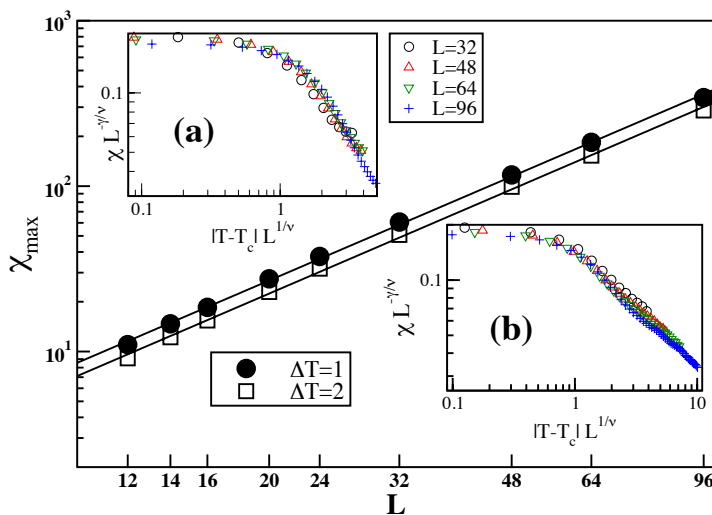 10³
10²
10¹
χmax
12 14 16 20 24 32 48 64 96
L
0.1
χ L^-γ/ν
(a)
0.1 1
|T-Tc| L^1/ν
L=32
L=48
L=64
L=96
0.1
χ L^-γ/ν
(b)
0.1 1 10
|T-Tc| L^1/ν
ΔT=1
ΔT=2